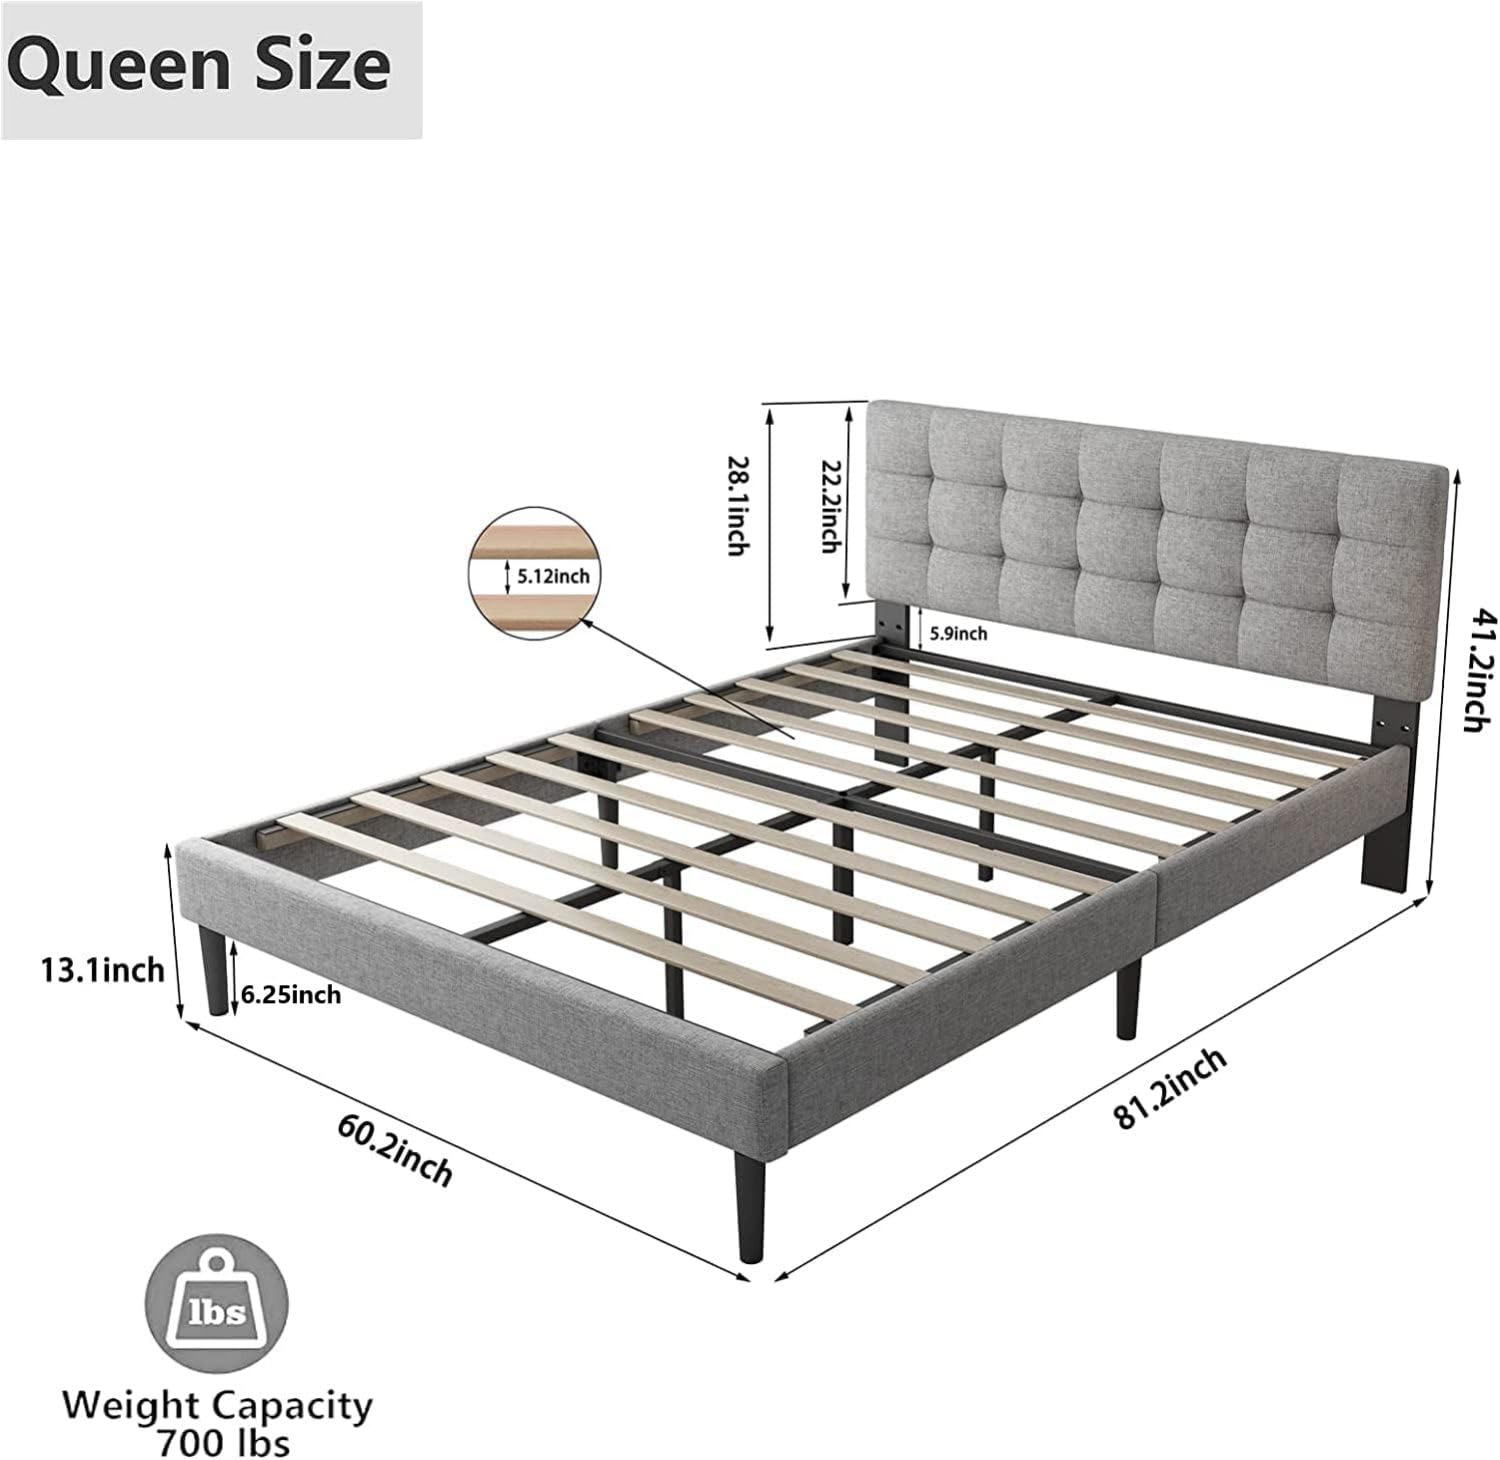 Queen Size
28.1inch
22.2inch
5.12inch
5.9inch
41.2inch
13.1inch
6.25inch
60.2inch
81.2inch
lbs
Weight Capacity
700 lbs